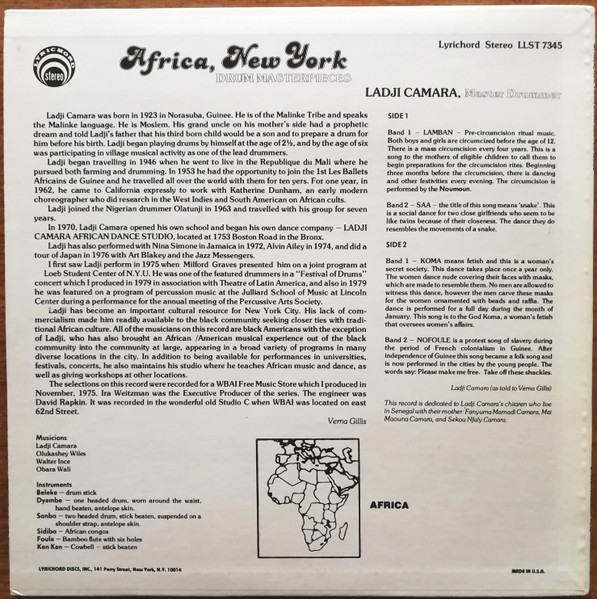 LYRICHORD
stereo
Africa, New York
DRUM MASTERPIECES
Lyrichord Stereo LLST 7345
LADJI CAMARA, Master Drummer
Ladji Camara was born in 1923 in Norasuba, Guinee. He is of the Malinke Tribe and speaks
the Malinke language. He is Moslem. His grand uncle on his mother's side had a prophetic
dream and told Ladji's father that his third born child would be a son and to prepare a drum for
him before his birth. Ladji began playing drums by himself at the age of 2½, and by the age of six
was participating in village musical activity as one of the lead drummers.
Ladji began travelling in 1946 when he went to live in the Republique du Mali where he
pursued both farming and drumming. In 1953 he had the opportunity to join the 1st Les Ballets
Africains de Guinee and he travelled all over the world with them for ten yers. For one year, in
1962, he came to California expressly to work with Katherine Dunham, an early modern
choreographer who did research in the West Indies and South American on African cults.
Ladji joined the Nigerian drummer Olatunji in 1963 and travelled with his group for seven
years.
In 1970, Ladji Camara opened his own school and began his own dance company – LADJI
CAMARA AFRICAN DANCE STUDIO, located at 1753 Boston Road in the Bronx.
Ladji has also performed with Nina Simone in Jamaica in 1972, Alvin Ailey in 1974, and did a
tour of Japan in 1976 with Art Blakey and the Jazz Messengers.
I first saw Ladji perform in 1975 when Milford Graves presented him on a joint program at
Loeb Student Center of N.Y.U. He was one of the featured drummers in a "Festival of Drums"
concert which I produced in 1979 in association with Theatre of Latin America, and also in 1979
he was featured on a program of percussion music at the Julliard School of Music at Lincoln
Center during a performance for the annual meeting of the Percussive Arts Society.
Ladji has become an important cultural resource for New York City. His lack of com-
mercialism made him readily available to the black community seeking closer ties with tradi-
tional African culture. All of the musicians on this record are black Americans with the exception
of Ladji, who has also brought an African /American musical experience out of the black
community into the community at large, appearing in a broad variety of programs in many
diverse locations in the city. In addition to being available for performances in universities,
festivals, concerts, he also maintains his studio where he teaches African music and dance, as
well as giving workshops at other locations.
The selections on this record were recorded for a WBAI Free Music Store which I produced in
November, 1975. Ira Weitzman was the Executive Producer of the series. The engineer was
David Rapkin. It was recorded in the wonderful old Studio C when WBAI was located on east
62nd Street.
Verna Gillis
Musicians
Ladji Camara
Olukashey Wiles
Walter Ince
Obara Wali
Instruments
Beleke – drum stick
Dyembe – one headed drum, worn around the waist,
hand beaten, antelope skin.
Sanba – two headed drum, stick beaten, suspended on a
shoulder strap, antelope skin.
Sidiba – African congos
Foule – Bamboo flute with six holes
Ken Ken – Cowbell – stick beaten
AFRICA
SIDE 1
Band 1 – LAMBAN – Pre-circumcision ritual music.
Both boys and girls are circumcized before the age of 12.
There is a mass circumcision every four years. This is a
song to the mothers of eligible children to call them to
begin preparations for the circumcision rites. Beginning
three months before the circumcision, there is dancing
and other festivities every evening. The circumcision is
performed by the Noumoun.
Band 2 – SAA – the title of this song means 'snake'. This
is a social dance for two close girlfriends who seem to be
like twins because of their closeness. The dance they do
resembles the movements of a snake.
SIDE 2
Band 1 – KOMA means fetish and this is a woman's
secret society. This dance takes place once a year only.
The women dance nude covering their faces with masks,
which are made to resemble them. No men are allowed to
witness this dance, however the men carve these masks
for the women ornamented with beads and raffia. The
dance is performed for a full day during the month of
January. This song is to the God Koma, a woman's fetish
that oversees women's affairs.
Band 2 – NOFOULE is a protest song of slavery during
the period of French colonialism in Guinee. After
independence of Guinee this song became a folk song and
is now performed in the cities by the young people. The
words say: Please make me free. Take off these shackles.
Ladji Camara (as told to Verna Gillis)
This record is dedicated to Ladji Camara's chlidren who live
in Senegal with their mother: Fanyuma Mamadi Camara, Mai
Maouna Camara, and Sekou Nfaly Camara.
LYRICHORD DISCS, INC., 141 Perry Street, New York, N.Y. 10014
MADE IN U.S.A.